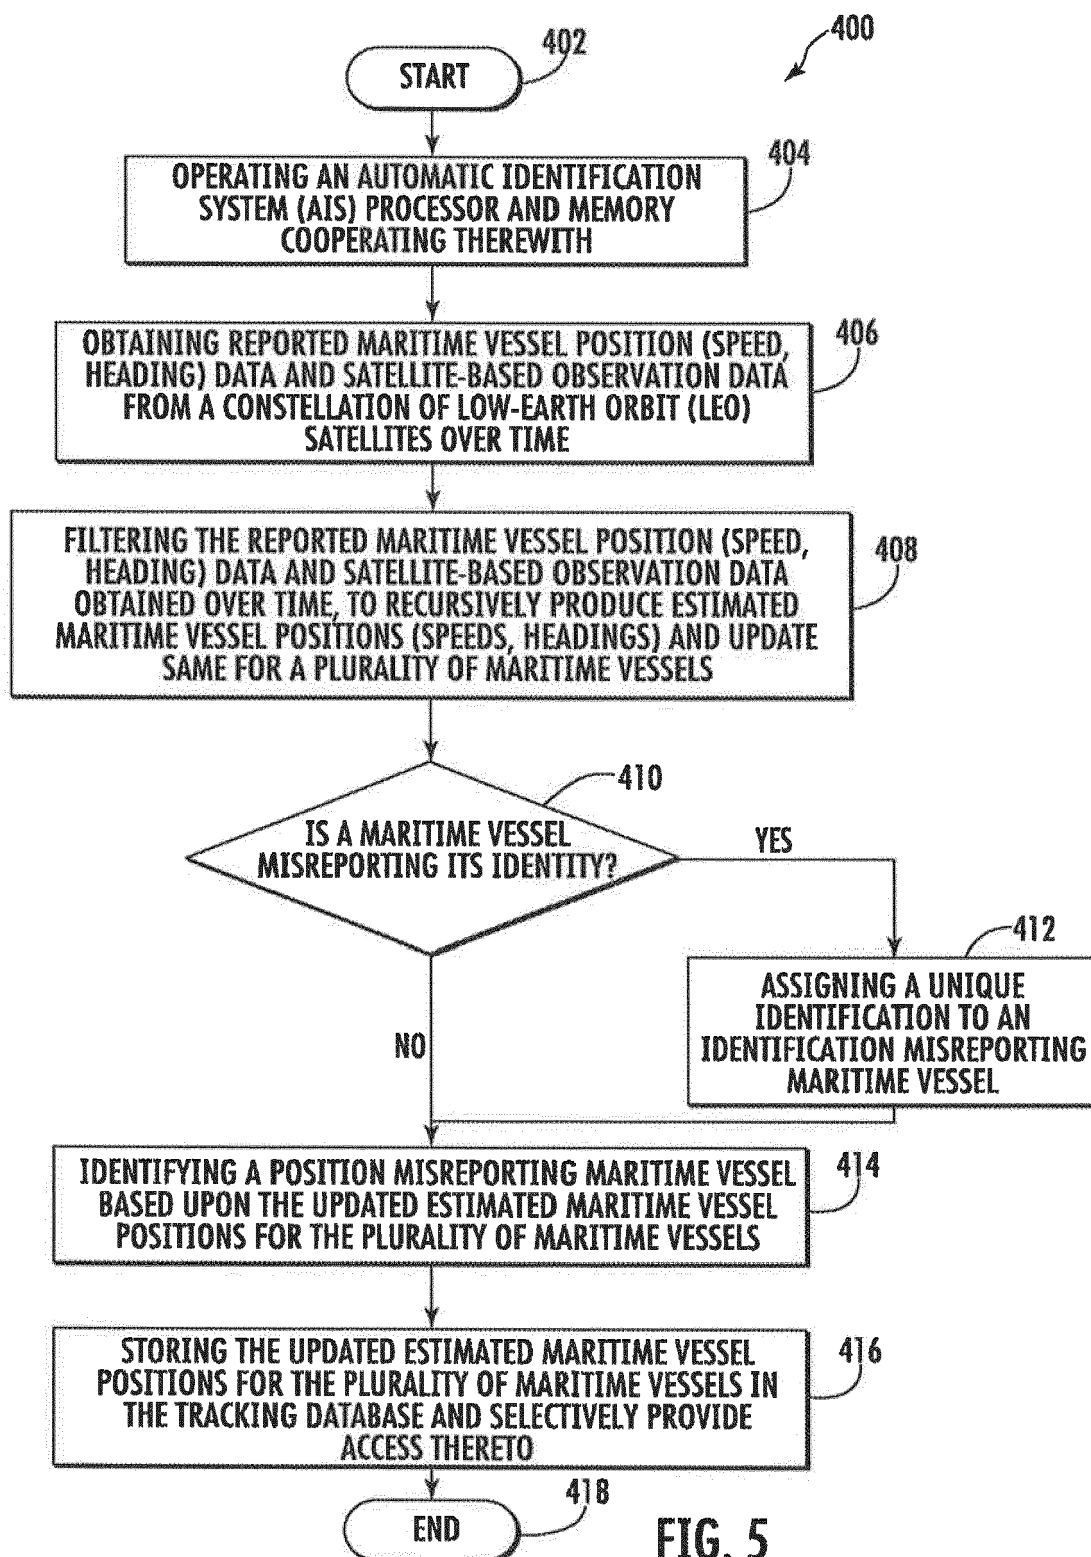 400
402
START
404
OPERATING AN AUTOMATIC IDENTIFICATION
SYSTEM (AIS) PROCESSOR AND MEMORY
COOPERATING THEREWITH
406
OBTAINING REPORTED MARITIME VESSEL POSITION (SPEED,
HEADING) DATA AND SATELLITE-BASED OBSERVATION DATA
FROM A CONSTELLATION OF LOW-EARTH ORBIT (LEO)
SATELLITES OVER TIME
408
FILTERING THE REPORTED MARITIME VESSEL POSITION (SPEED,
HEADING) DATA AND SATELLITE-BASED OBSERVATION DATA
OBTAINED OVER TIME, TO RECURSIVELY PRODUCE ESTIMATED
MARITIME VESSEL POSITIONS (SPEEDS, HEADINGS) AND UPDATE
SAME FOR A PLURALITY OF MARITIME VESSELS
410
IS A MARITIME VESSEL
MISREPORTING ITS IDENTITY?
YES
412
ASSIGNING A UNIQUE
IDENTIFICATION TO AN
IDENTIFICATION MISREPORTING
MARITIME VESSEL
NO
414
IDENTIFYING A POSITION MISREPORTING MARITIME VESSEL
BASED UPON THE UPDATED ESTIMATED MARITIME VESSEL
POSITIONS FOR THE PLURALITY OF MARITIME VESSELS
416
STORING THE UPDATED ESTIMATED MARITIME VESSEL
POSITIONS FOR THE PLURALITY OF MARITIME VESSELS IN
THE TRACKING DATABASE AND SELECTIVELY PROVIDE
ACCESS THERETO
418
END
FIG. 5